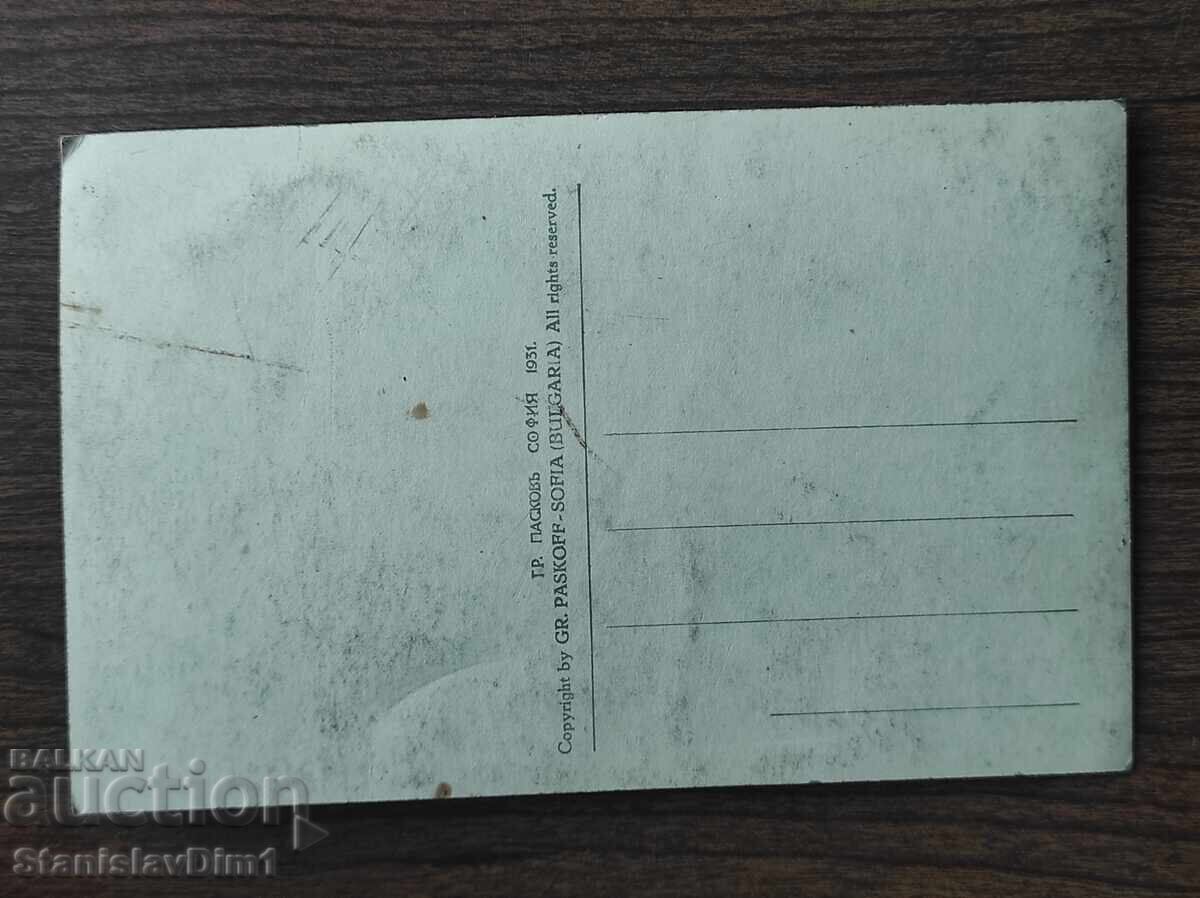 ГР. ПАСКОВЪ СОФИЯ 1931.
Copyright by GR. PASKOFF-SOFIA (BULGARIA) All rights reserved.
BALKAN
auction
StanislavDim1